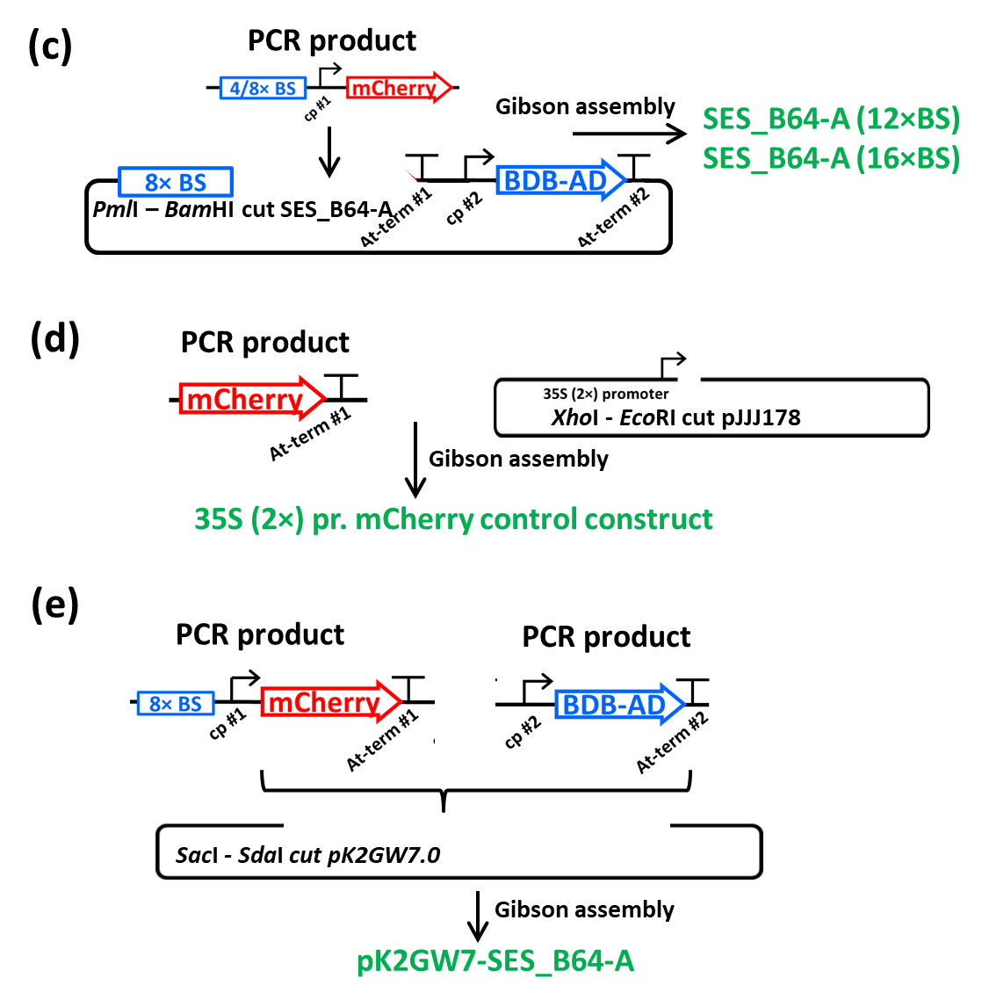 (c)
PCR product
4/8× BS
cp #1
mCherry
Gibson assembly
SES_B64-A (12×BS)
SES_B64-A (16×BS)
8× BS
PmlI – BamHI cut SES_B64-A
At-term #1
cp #2
BDB-AD
At-term #2
(d)
PCR product
mCherry
At-term #1
35S (2×) promoter
XhoI - EcoRI cut pJJJ178
Gibson assembly
35S (2×) pr. mCherry control construct
(e)
PCR product
PCR product
8× BS
cp #1
mCherry
At-term #1
cp #2
BDB-AD
At-term #2
SacI - SdaI cut pK2GW7.0
Gibson assembly
pK2GW7-SES_B64-A